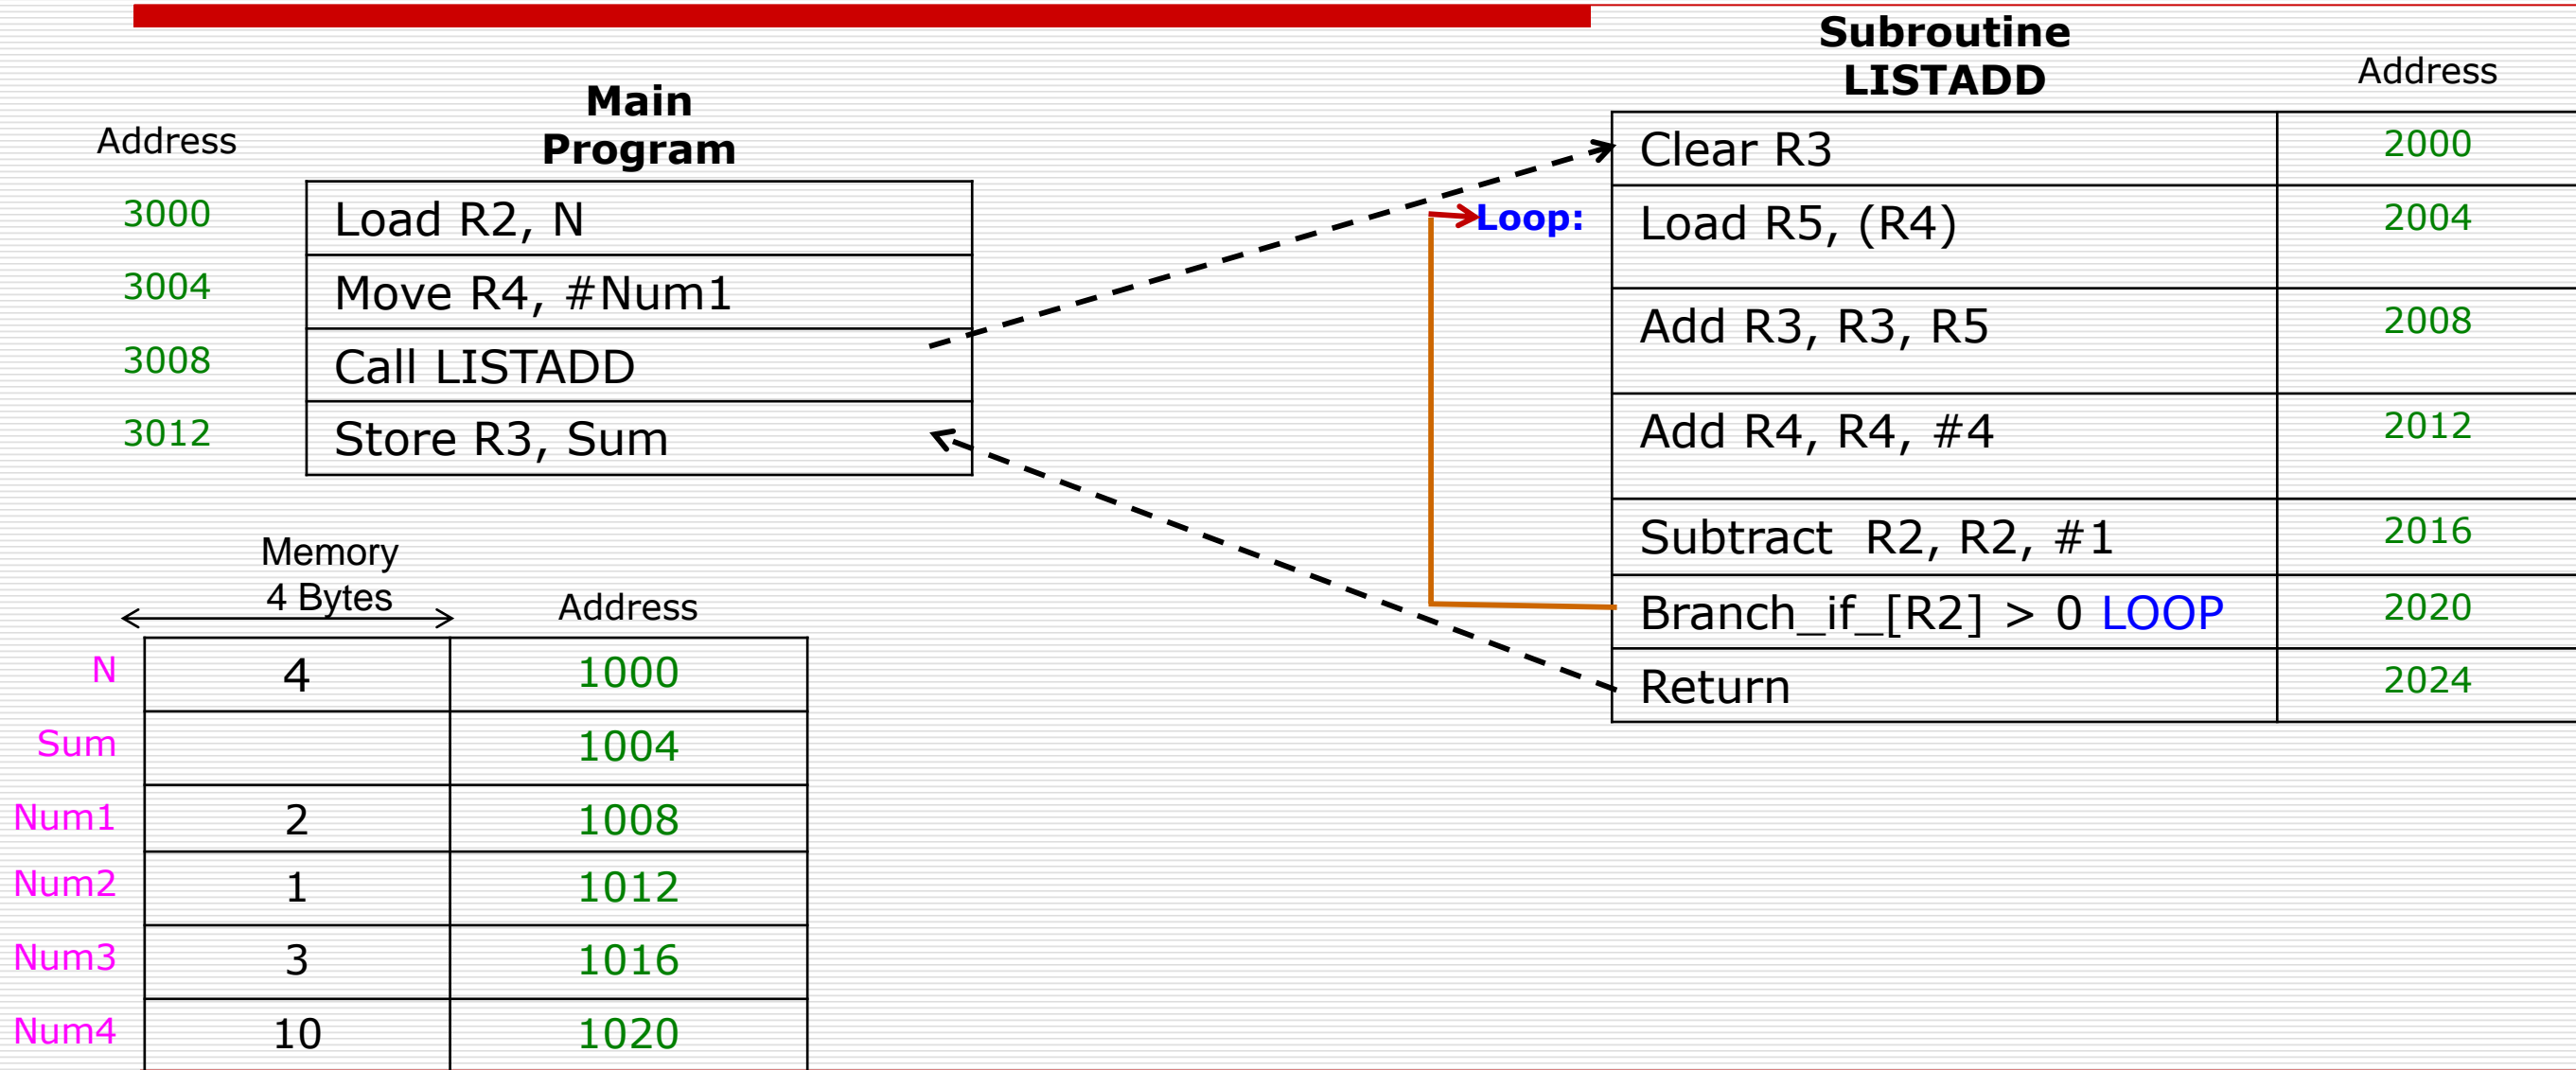 Main
Program
Address
3000 Load R2, N
3004 Move R4, #Num1
3008 Call LISTADD
3012 Store R3, Sum
Subroutine
LISTADD
Address
Clear R3 2000
Loop: Load R5, (R4) 2004
Add R3, R3, R5 2008
Add R4, R4, #4 2012
Subtract R2, R2, #1 2016
Branch_if_[R2] > 0 LOOP 2020
Return 2024
Memory
4 Bytes Address
N 4 1000
Sum 1004
Num1 2 1008
Num2 1 1012
Num3 3 1016
Num4 10 1020